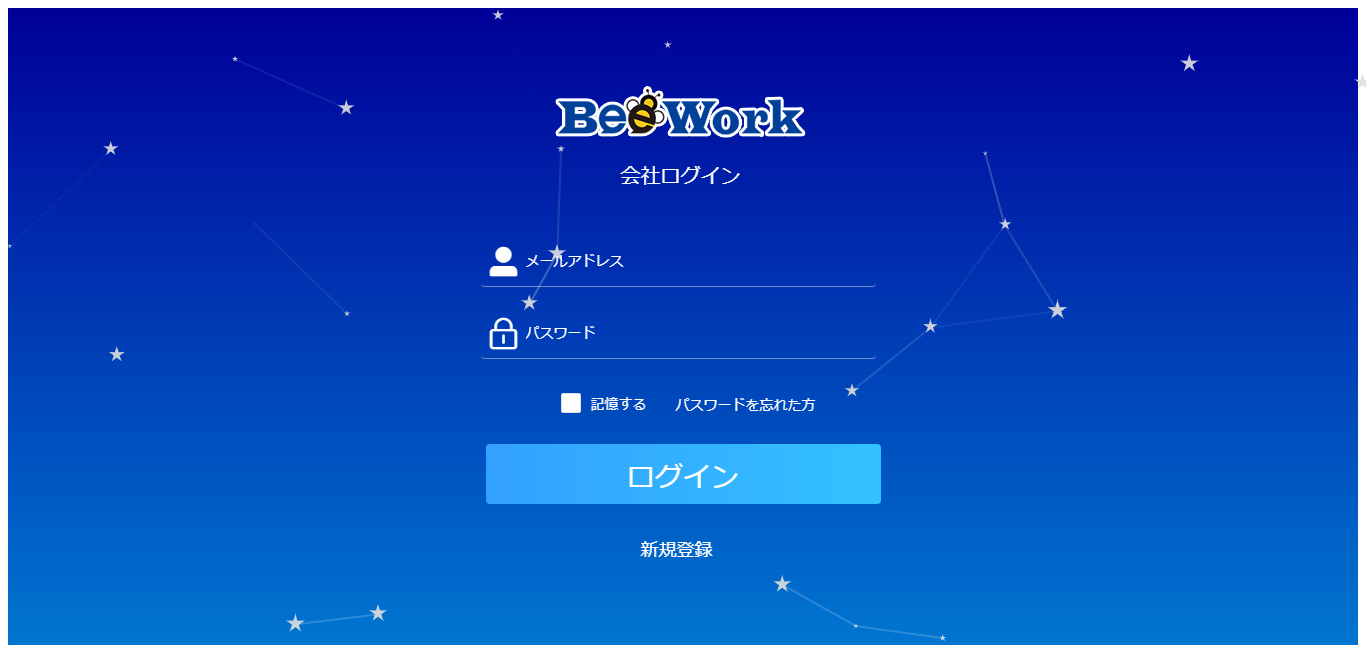 BeeWork
会社ログイン
メールアドレス
パスワード
記憶する パスワードを忘れた方
ログイン
新規登録